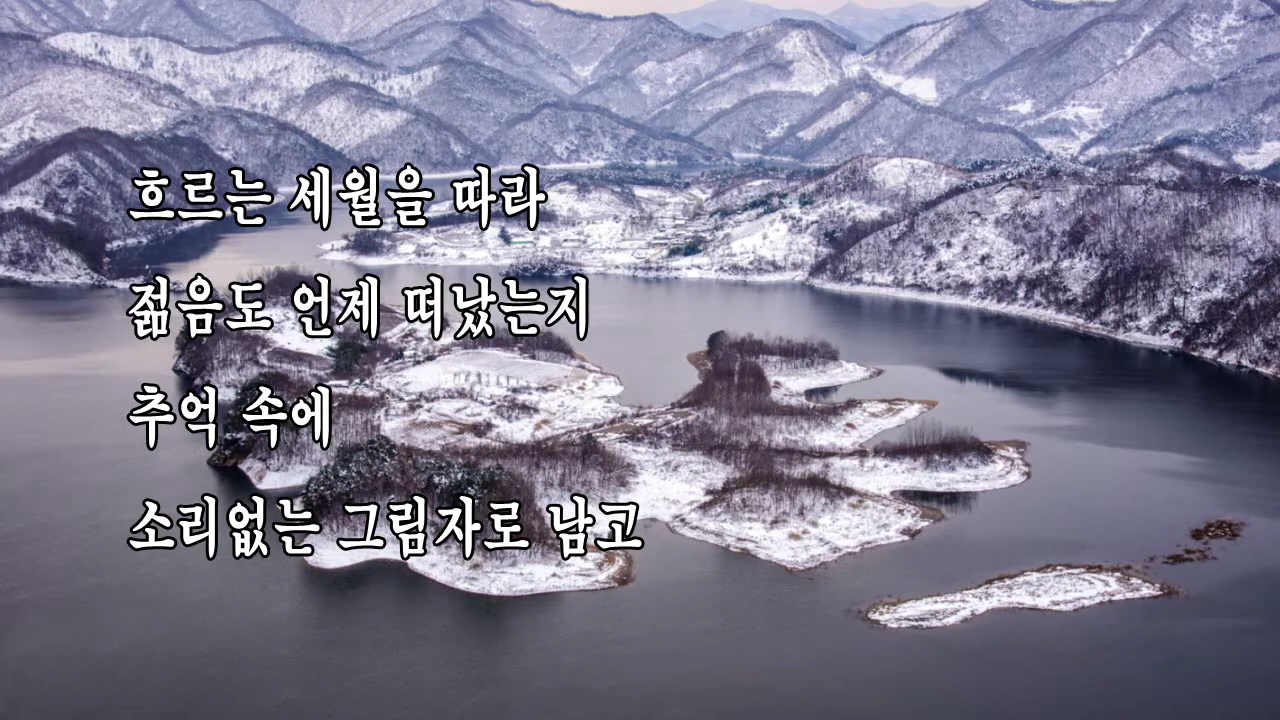 흐르는 세월을 따라
젊음도 언제 떠났는지
추억 속에
소리없는 그림자로 남고